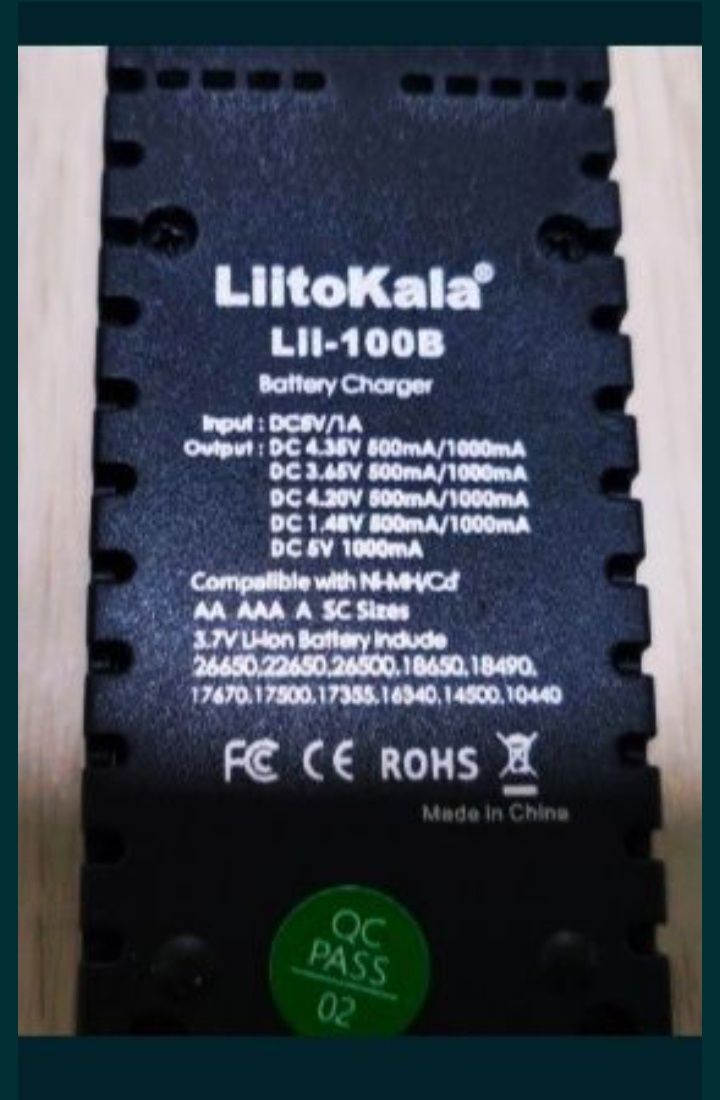 LiitoKala®
Lii-100B
Battery Charger
Input : DC5V/1A
Output : DC 4.35V 500mA/1000mA
DC 3.65V 500mA/1000mA
DC 4.20V 500mA/1000mA
DC 1.48V 500mA/1000mA
DC 5V 1000mA
Compatible with Ni-MH/Cd
AA AAA A SC Sizes
3.7V Li-Ion Battery Include
26650,22650,26500,18650,18490,
17670,17500,17355,16340,14500,10440
FC CE ROHS
Made in China
QC
PASS
02